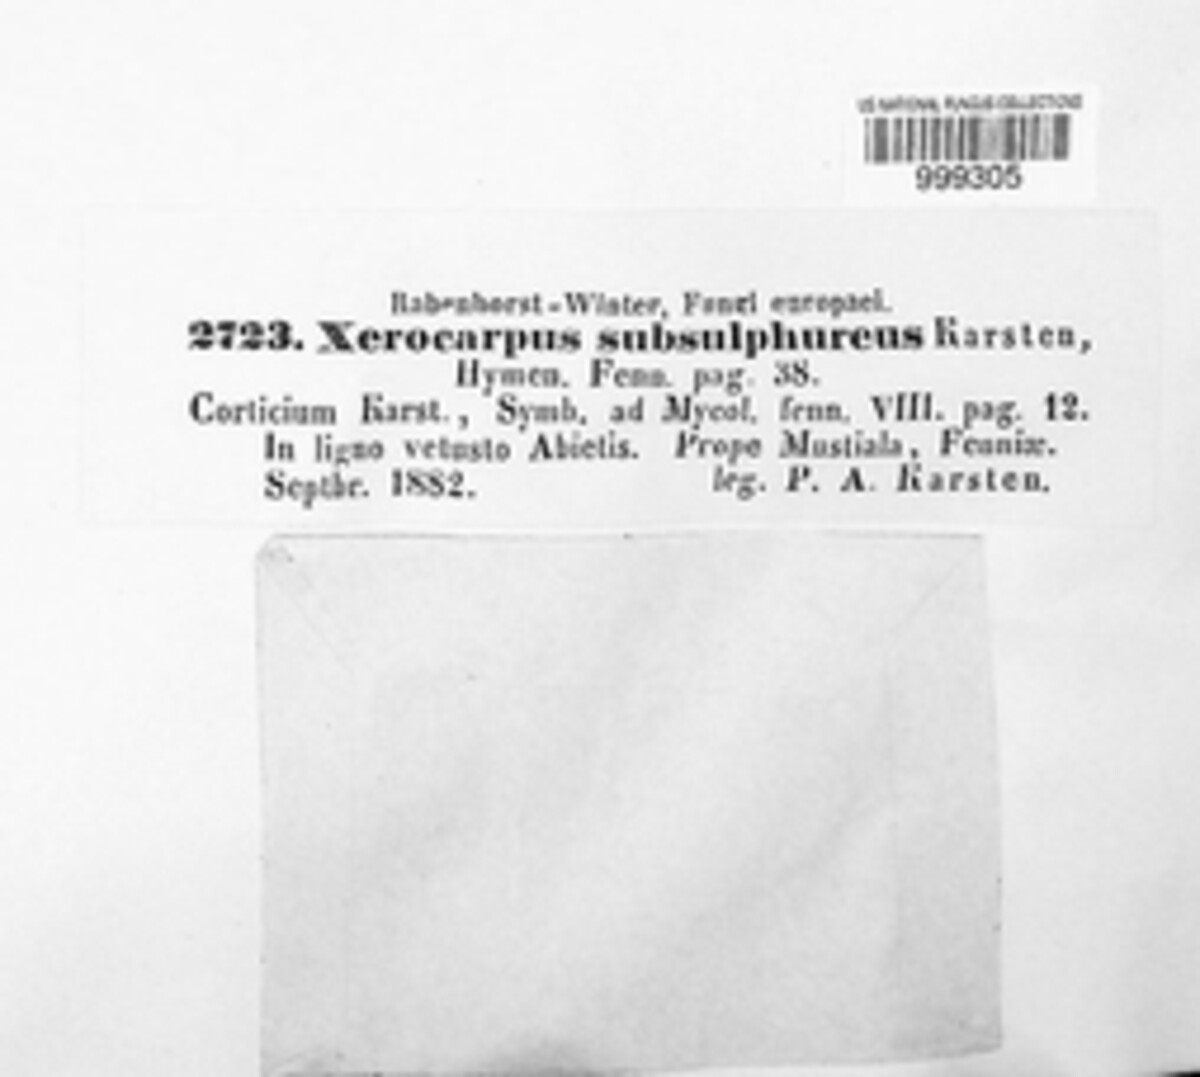 US NATIONAL FUNGUS COLLECTIONS
999305
Rabenhorst-Winter, Fungi europaei.
2723. Xerocarpus subsulphureus Karsten,
Hymen. Fenn. pag. 38.
Corticium Karst., Symb. ad Mycol. fenn. VIII. pag. 12.
In ligno vetusto Abietis. Prope Mustiala, Fenniæ.
Septbr. 1882. leg. P. A. Karsten.